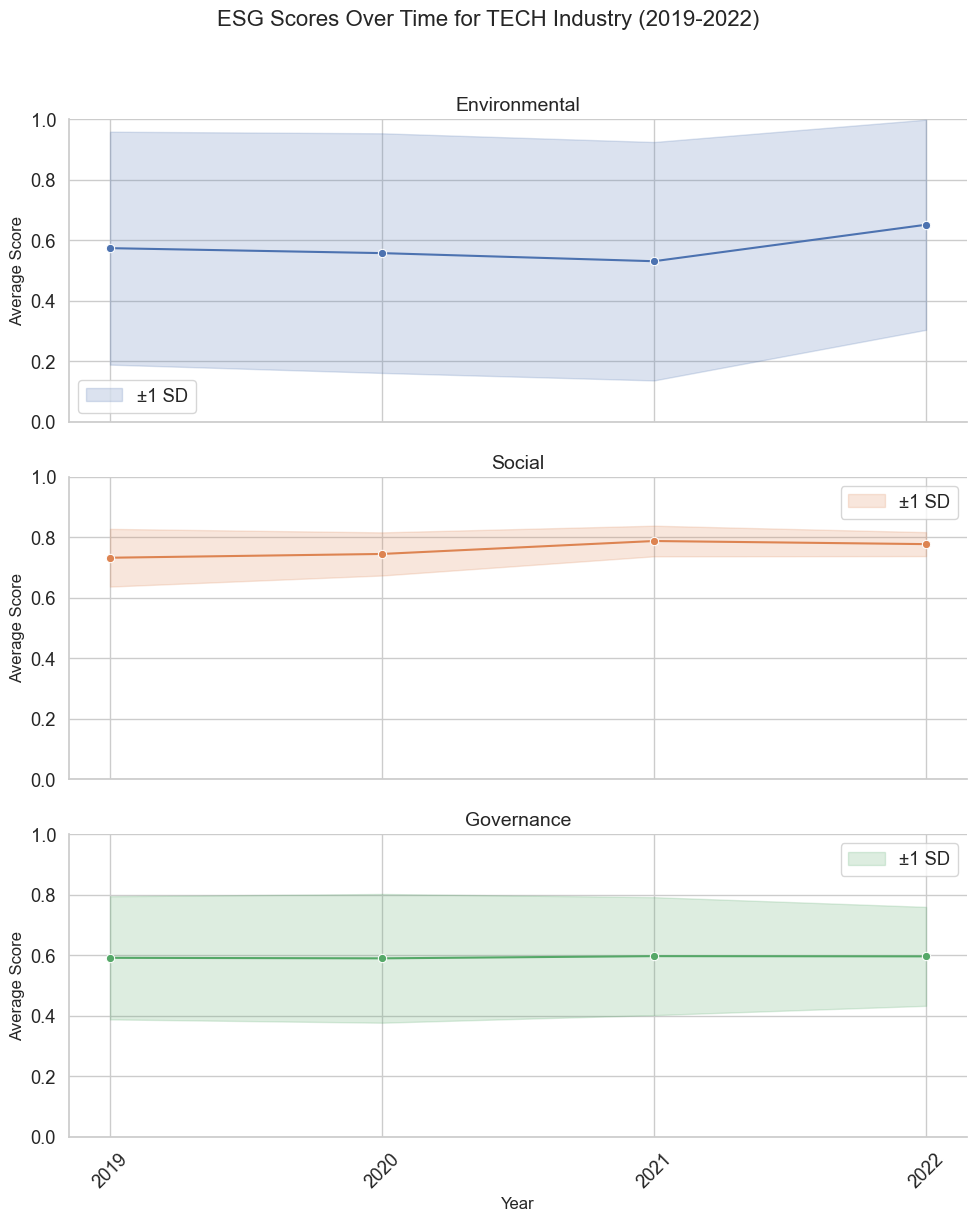 ESG Scores Over Time for TECH Industry (2019-2022)
Environmental
Average Score
1.0
0.8
0.6
0.4
0.2
0.0
±1 SD
Social
Average Score
1.0
0.8
0.6
0.4
0.2
0.0
±1 SD
Governance
Average Score
1.0
0.8
0.6
0.4
0.2
0.0
±1 SD
2019
2020
2021
2022
Year